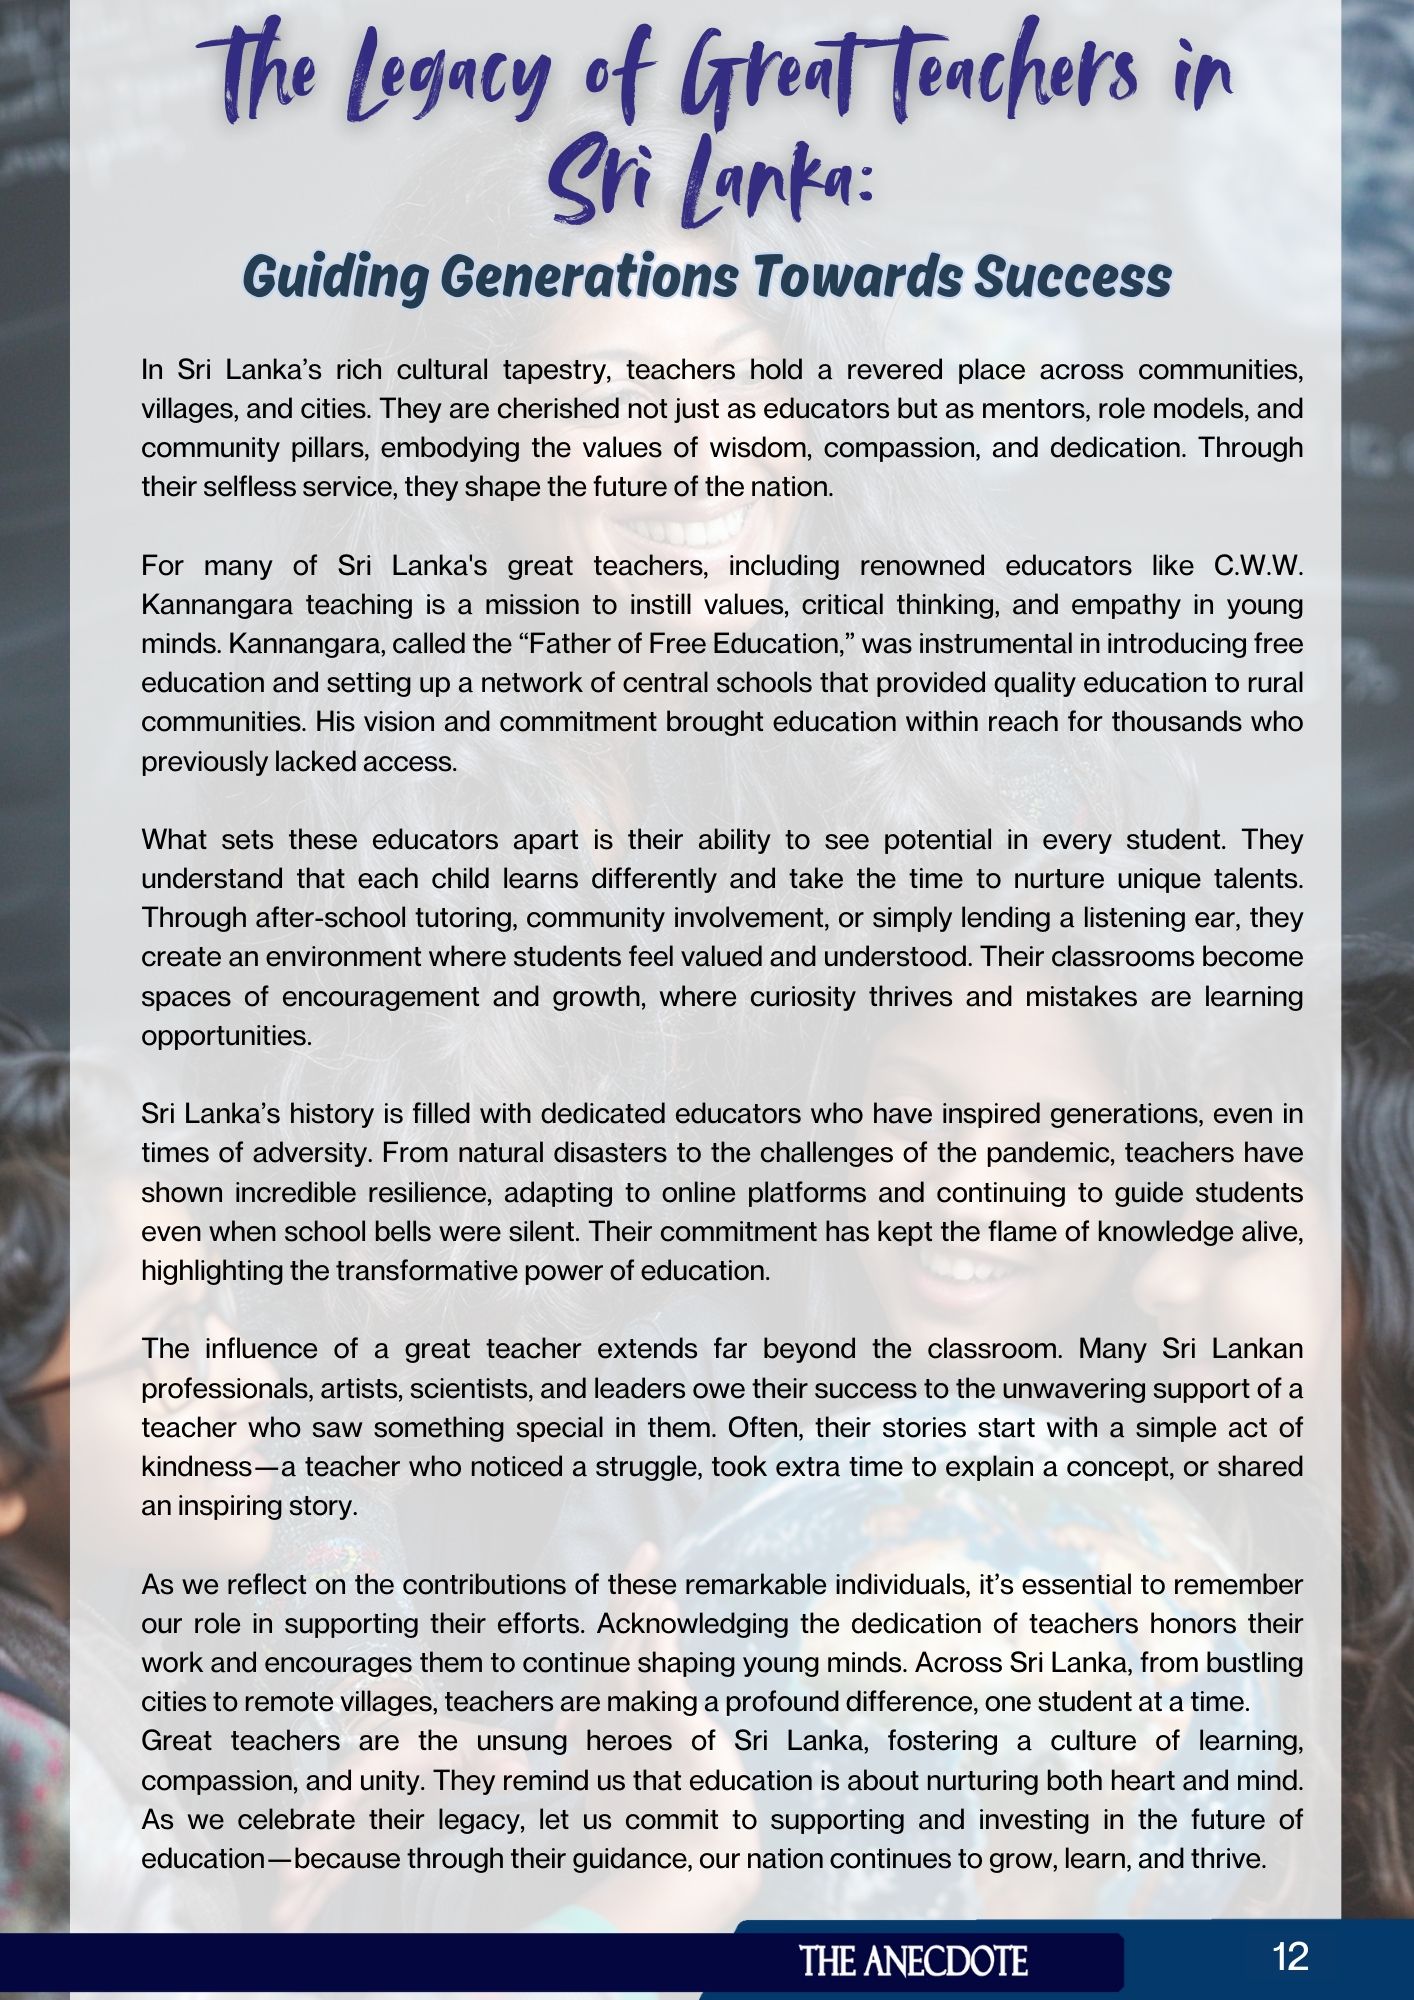 The Legacy of Great Teachers in
Sri Lanka:
Guiding Generations Towards Success
In Sri Lanka’s rich cultural tapestry, teachers hold a revered place across communities,
villages, and cities. They are cherished not just as educators but as mentors, role models, and
community pillars, embodying the values of wisdom, compassion, and dedication. Through
their selfless service, they shape the future of the nation.
For many of Sri Lanka's great teachers, including renowned educators like C.W.W.
Kannangara teaching is a mission to instill values, critical thinking, and empathy in young
minds. Kannangara, called the “Father of Free Education,” was instrumental in introducing free
education and setting up a network of central schools that provided quality education to rural
communities. His vision and commitment brought education within reach for thousands who
previously lacked access.
What sets these educators apart is their ability to see potential in every student. They
understand that each child learns differently and take the time to nurture unique talents.
Through after-school tutoring, community involvement, or simply lending a listening ear, they
create an environment where students feel valued and understood. Their classrooms become
spaces of encouragement and growth, where curiosity thrives and mistakes are learning
opportunities.
Sri Lanka’s history is filled with dedicated educators who have inspired generations, even in
times of adversity. From natural disasters to the challenges of the pandemic, teachers have
shown incredible resilience, adapting to online platforms and continuing to guide students
even when school bells were silent. Their commitment has kept the flame of knowledge alive,
highlighting the transformative power of education.
The influence of a great teacher extends far beyond the classroom. Many Sri Lankan
professionals, artists, scientists, and leaders owe their success to the unwavering support of a
teacher who saw something special in them. Often, their stories start with a simple act of
kindness—a teacher who noticed a struggle, took extra time to explain a concept, or shared
an inspiring story.
As we reflect on the contributions of these remarkable individuals, it’s essential to remember
our role in supporting their efforts. Acknowledging the dedication of teachers honors their
work and encourages them to continue shaping young minds. Across Sri Lanka, from bustling
cities to remote villages, teachers are making a profound difference, one student at a time.
Great teachers are the unsung heroes of Sri Lanka, fostering a culture of learning,
compassion, and unity. They remind us that education is about nurturing both heart and mind.
As we celebrate their legacy, let us commit to supporting and investing in the future of
education—because through their guidance, our nation continues to grow, learn, and thrive.
THE ANECDOTE
12